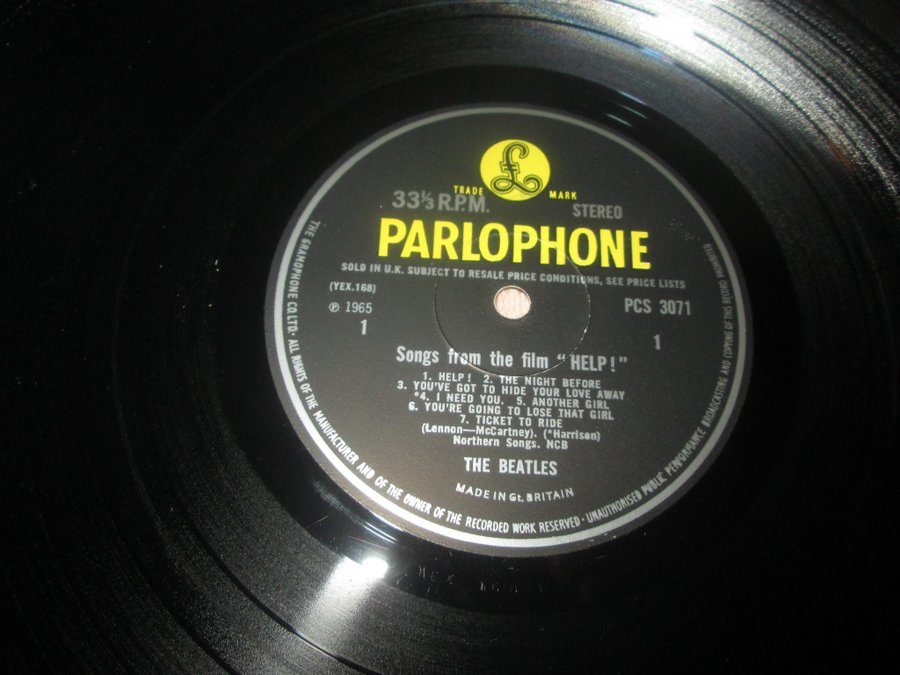 £
TRADE MARK
33⅓ R.P.M. STEREO
PARLOPHONE
SOLD IN U.K. SUBJECT TO RESALE PRICE CONDITIONS, SEE PRICE LISTS
(YEX.168) PCS 3071
℗ 1965
1 1
Songs from the film "HELP!"
1. HELP! 2. THE NIGHT BEFORE
3. YOU'VE GOT TO HIDE YOUR LOVE AWAY
*4. I NEED YOU. 5. ANOTHER GIRL
6. YOU'RE GOING TO LOSE THAT GIRL
7. TICKET TO RIDE
(Lennon—McCartney). (*Harrison)
Northern Songs. NCB
THE BEATLES
MADE IN Gt. BRITAIN
THE GRAMOPHONE CO. LTD. · ALL RIGHTS OF THE MANUFACTURER AND OF THE OWNER OF THE RECORDED WORK RESERVED · UNAUTHORISED PUBLIC PERFORMANCE BROADCASTING AND COPYING OF THIS RECORD PROHIBITED